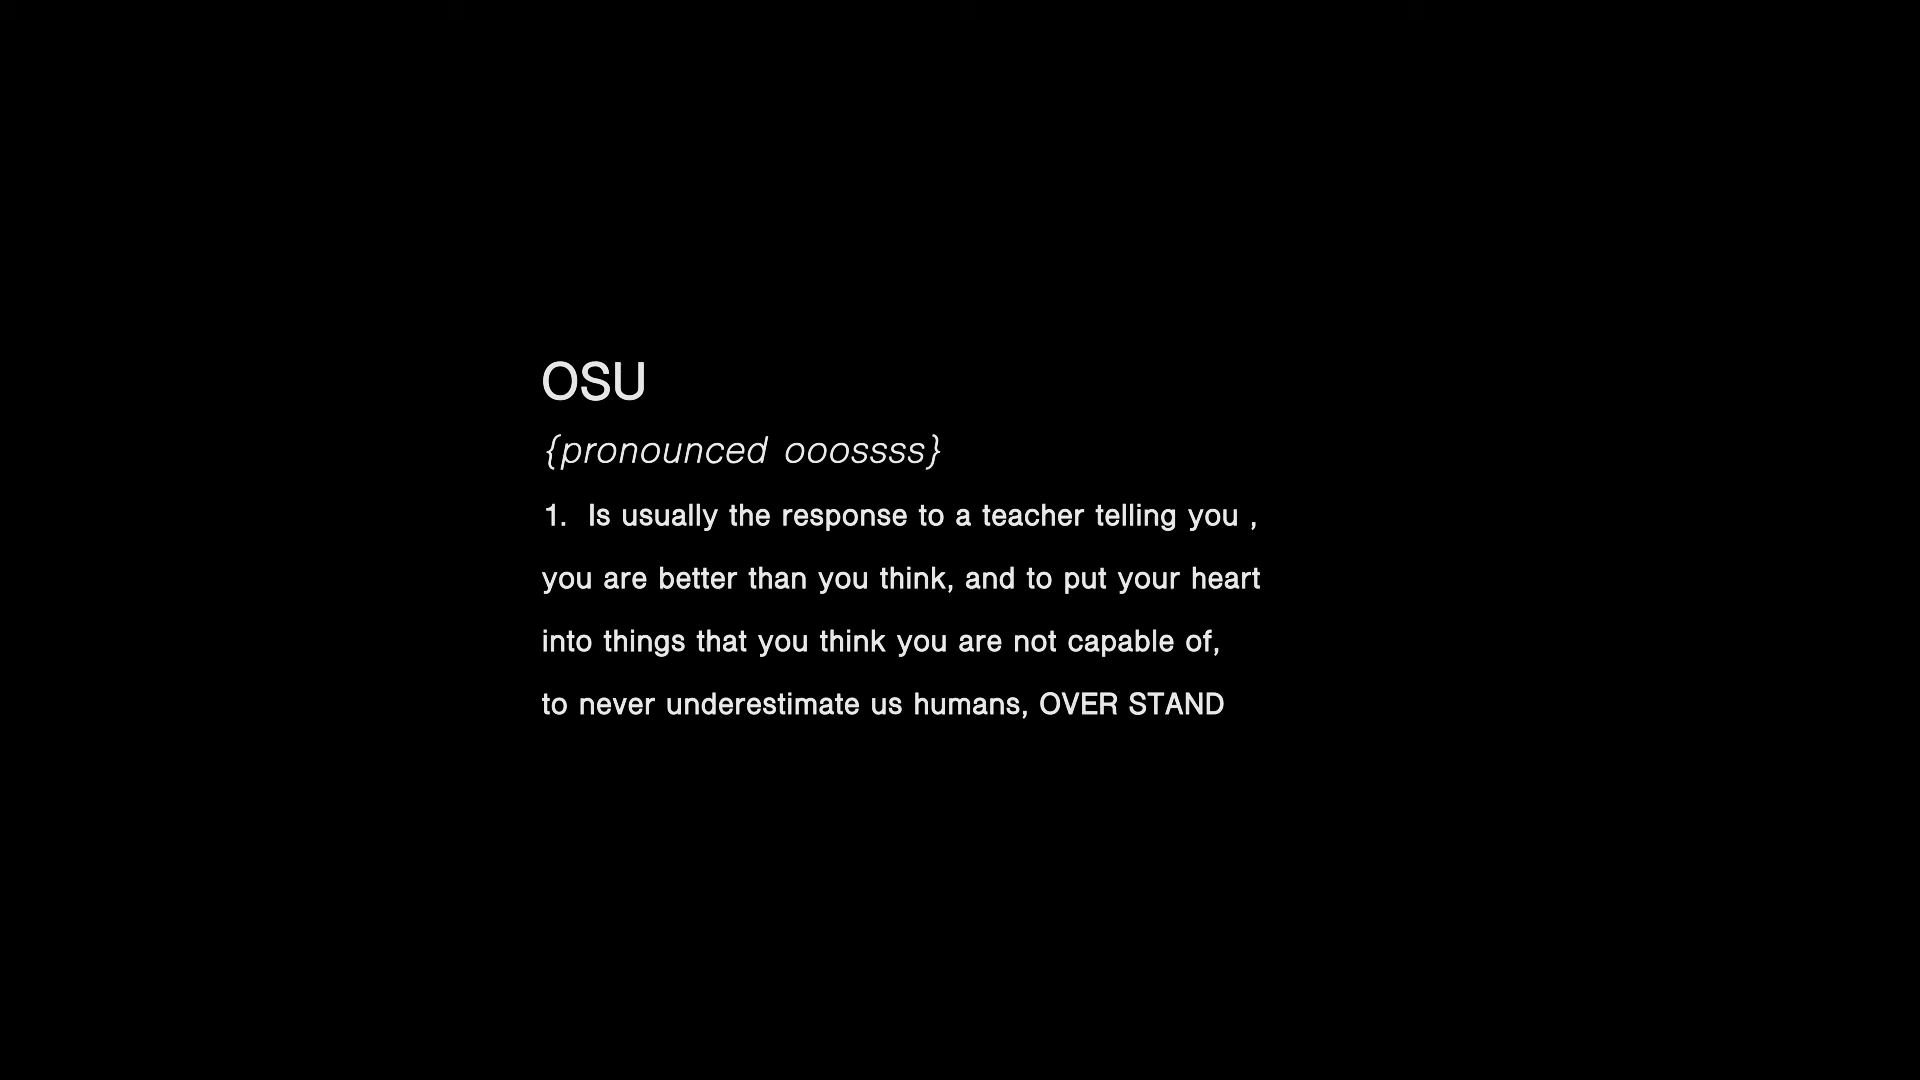 OSU
{pronounced ooossss}
1. Is usually the response to a teacher telling you ,
you are better than you think, and to put your heart
into things that you think you are not capable of,
to never underestimate us humans, OVER STAND